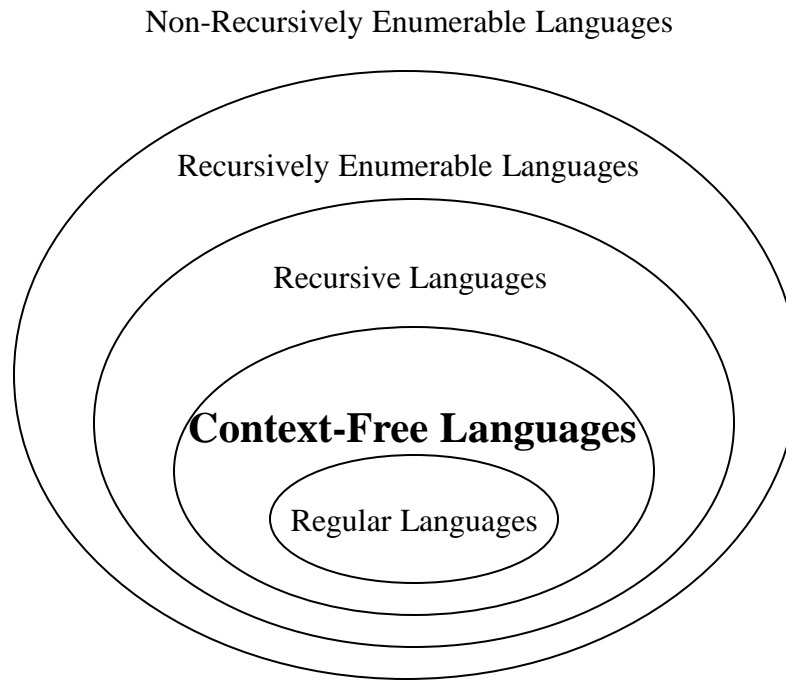 Non-Recursively Enumerable Languages
Recursively Enumerable Languages
Recursive Languages
Context-Free Languages
Regular Languages